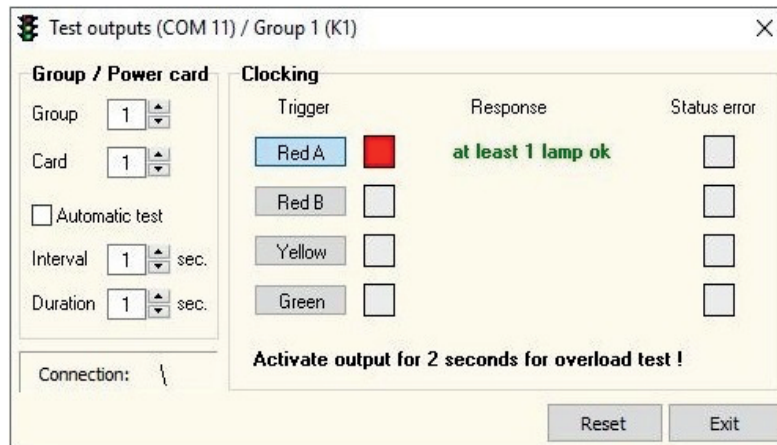 Test outputs (COM 11) / Group 1 (K1)
Group / Power card
Group 1
Card 1
Automatic test
Interval 1 sec.
Duration 1 sec.
Connection: \
Clocking
Trigger Response Status error
Red A at least 1 lamp ok
Red B
Yellow
Green
Activate output for 2 seconds for overload test !
Reset Exit